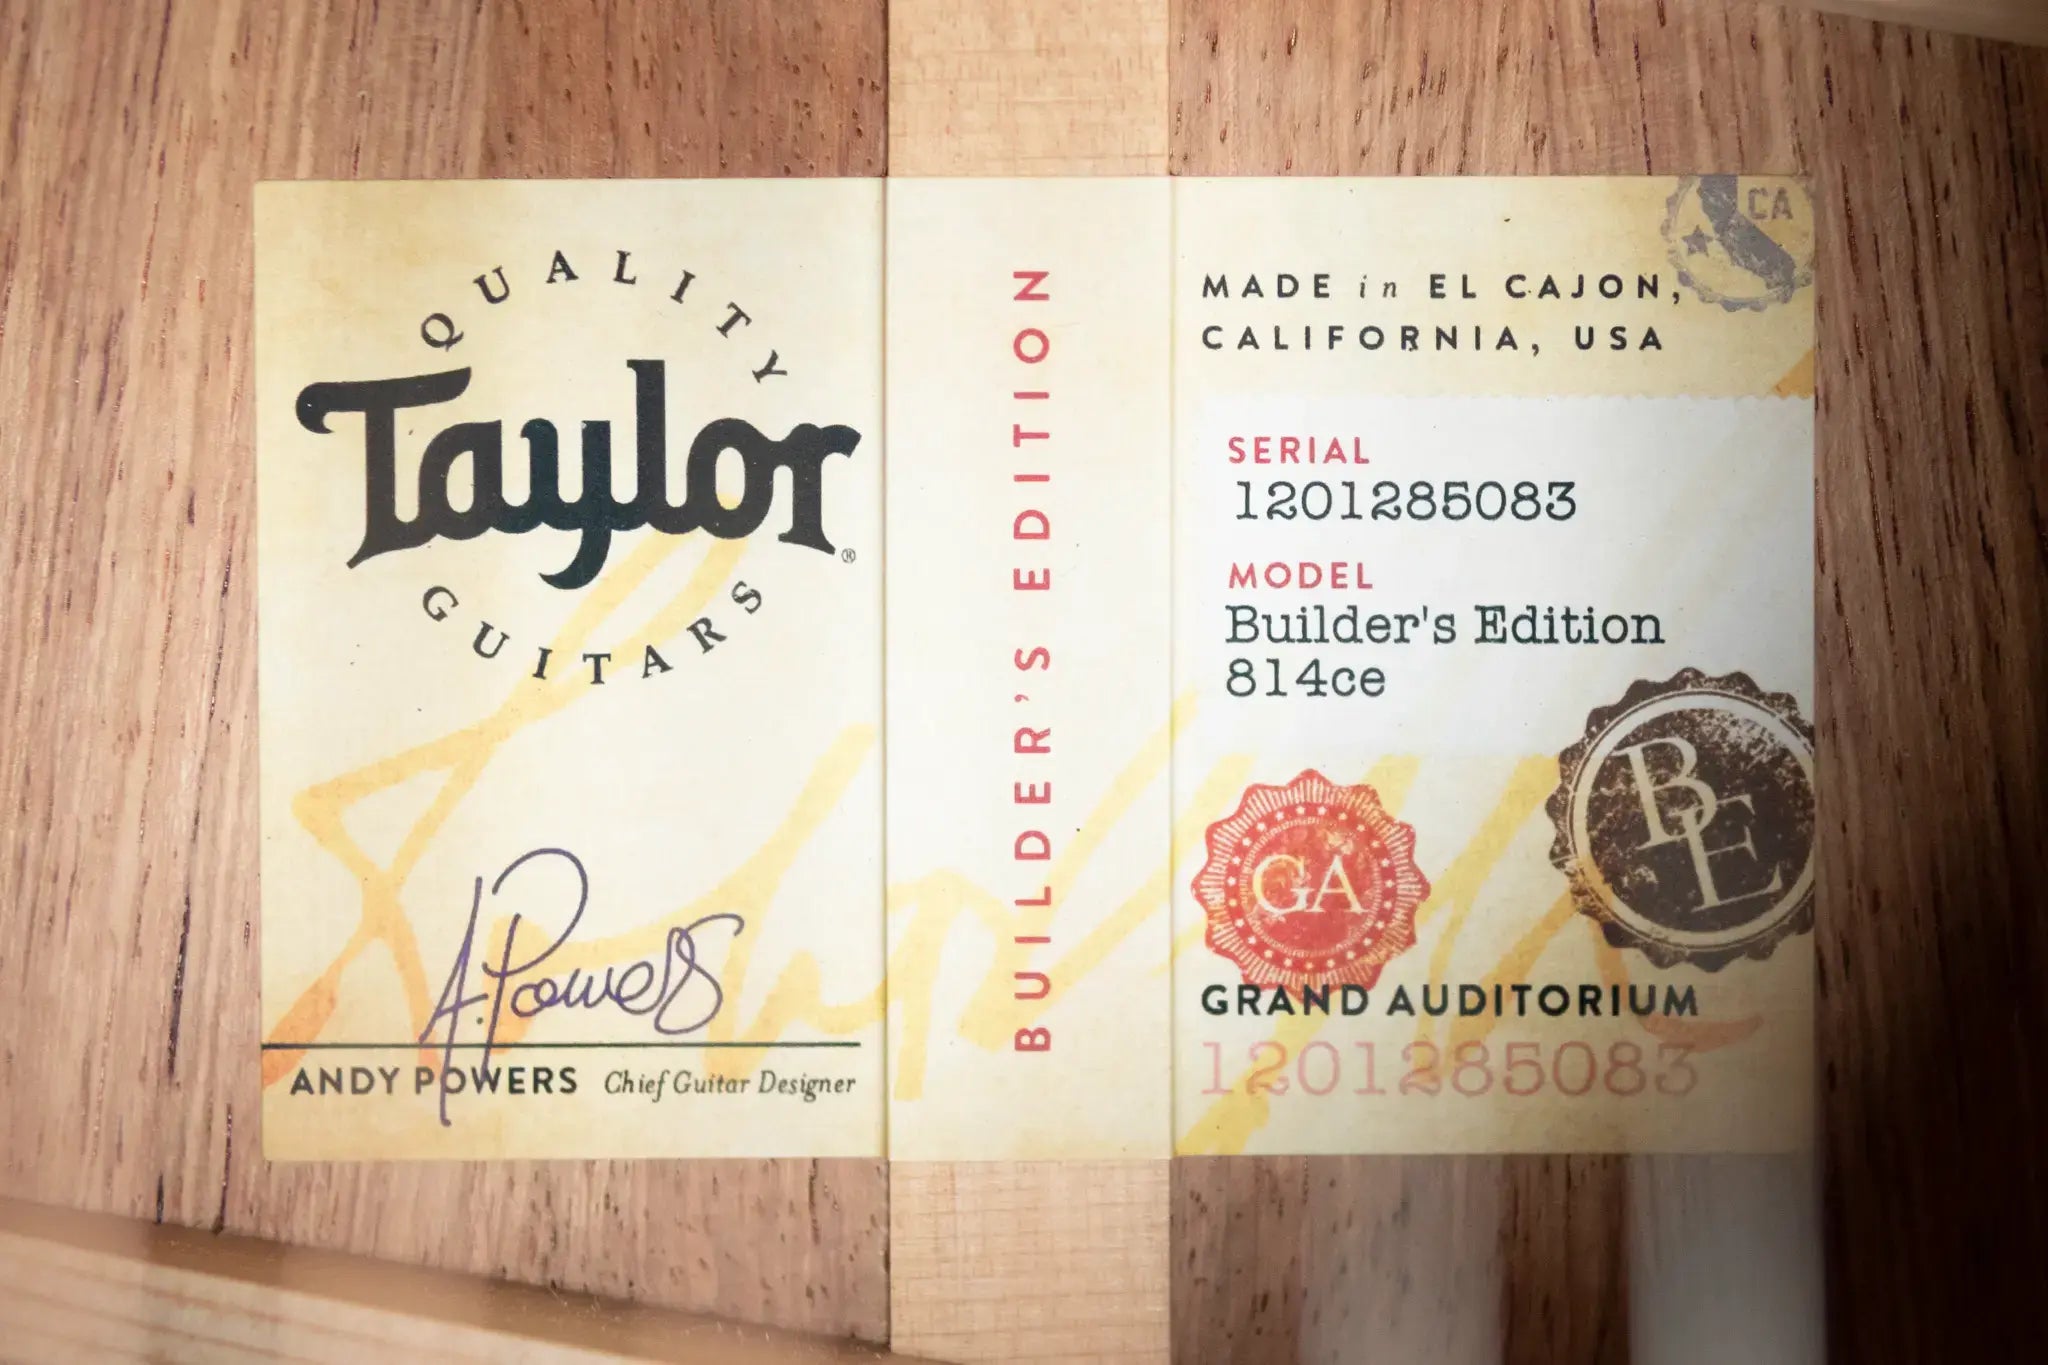 QUALITY
Taylor®
GUITARS
A. Powers
ANDY POWERS Chief Guitar Designer
BUILDER'S EDITION
CA
MADE in EL CAJON,
CALIFORNIA, USA
SERIAL
1201285083
MODEL
Builder's Edition
814ce
BE
GA
GRAND AUDITORIUM
1201285083